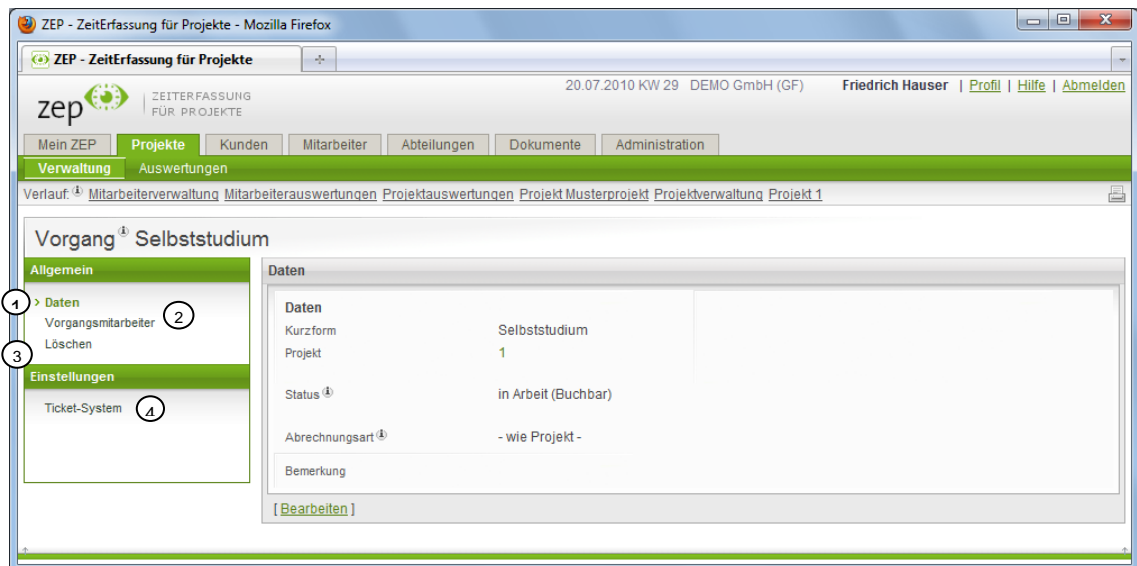 ZEP - ZeitErfassung für Projekte - Mozilla Firefox
ZEP - ZeitErfassung für Projekte
20.07.2010 KW 29 DEMO GmbH (GF) Friedrich Hauser | Profil | Hilfe | Abmelden
zep ZEITERFASSUNG
FÜR PROJEKTE
Mein ZEP Projekte Kunden Mitarbeiter Abteilungen Dokumente Administration
Verwaltung Auswertungen
Verlauf: Mitarbeiterverwaltung Mitarbeiterauswertungen Projektauswertungen Projekt Musterprojekt Projektverwaltung Projekt 1
Vorgang Selbststudium
Allgemein
1 > Daten
Vorgangsmitarbeiter 2
3 Löschen
Einstellungen
Ticket-System 4
Daten
Daten
Kurzform Selbststudium
Projekt 1
Status in Arbeit (Buchbar)
Abrechnungsart - wie Projekt -
Bemerkung
[ Bearbeiten ]